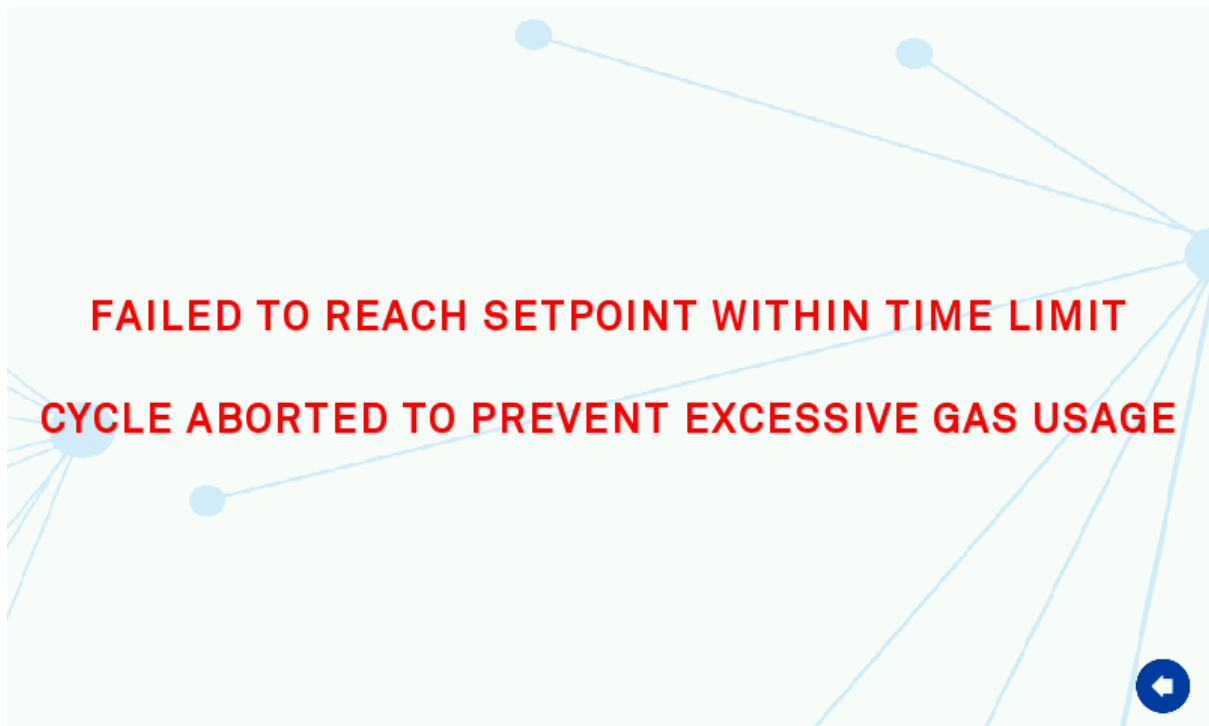 FAILED TO REACH SETPOINT WITHIN TIME LIMIT
CYCLE ABORTED TO PREVENT EXCESSIVE GAS USAGE